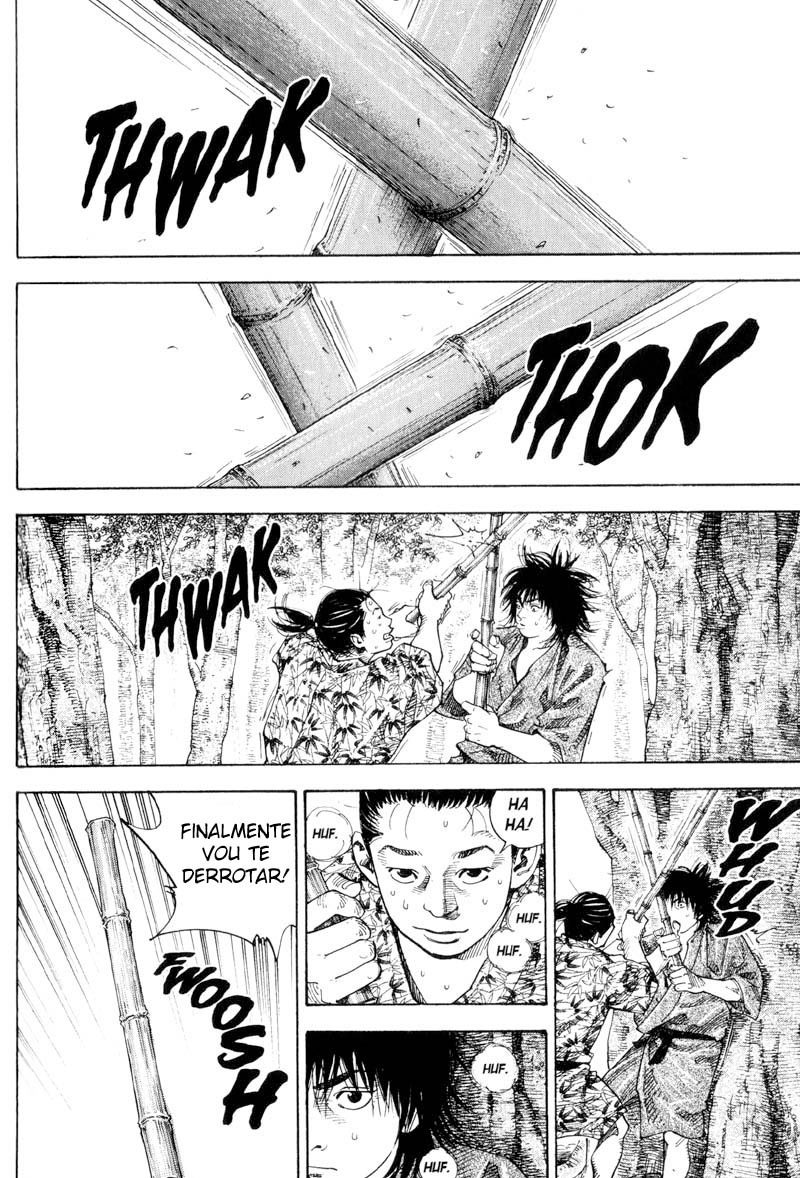 THWAK
THOK
THWAK
WHUD
HA
HA!
HUF.
HUF.
HUF.
HUF.
HUF.
FINALMENTE
VOU TE
DERROTAR!
FWOOSH